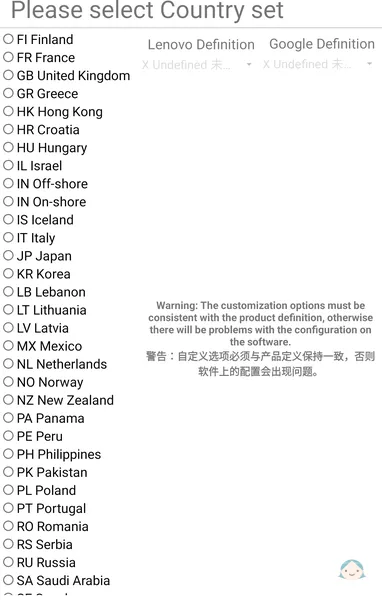 Please select Country set
FI Finland
FR France
GB United Kingdom
GR Greece
HK Hong Kong
HR Croatia
HU Hungary
IL Israel
IN Off-shore
IN On-shore
IS Iceland
IT Italy
JP Japan
KR Korea
LB Lebanon
LT Lithuania
LV Latvia
MX Mexico
NL Netherlands
NO Norway
NZ New Zealand
PA Panama
PE Peru
PH Philippines
PK Pakistan
PL Poland
PT Portugal
RO Romania
RS Serbia
RU Russia
SA Saudi Arabia
Lenovo Definition
X Undefined 未...
Google Definition
X Undefined 未...
Warning: The customization options must be
consistent with the product definition, otherwise
there will be problems with the configuration on
the software.
警告：自定义选项必须与产品定义保持一致，否则
软件上的配置会出现问题。